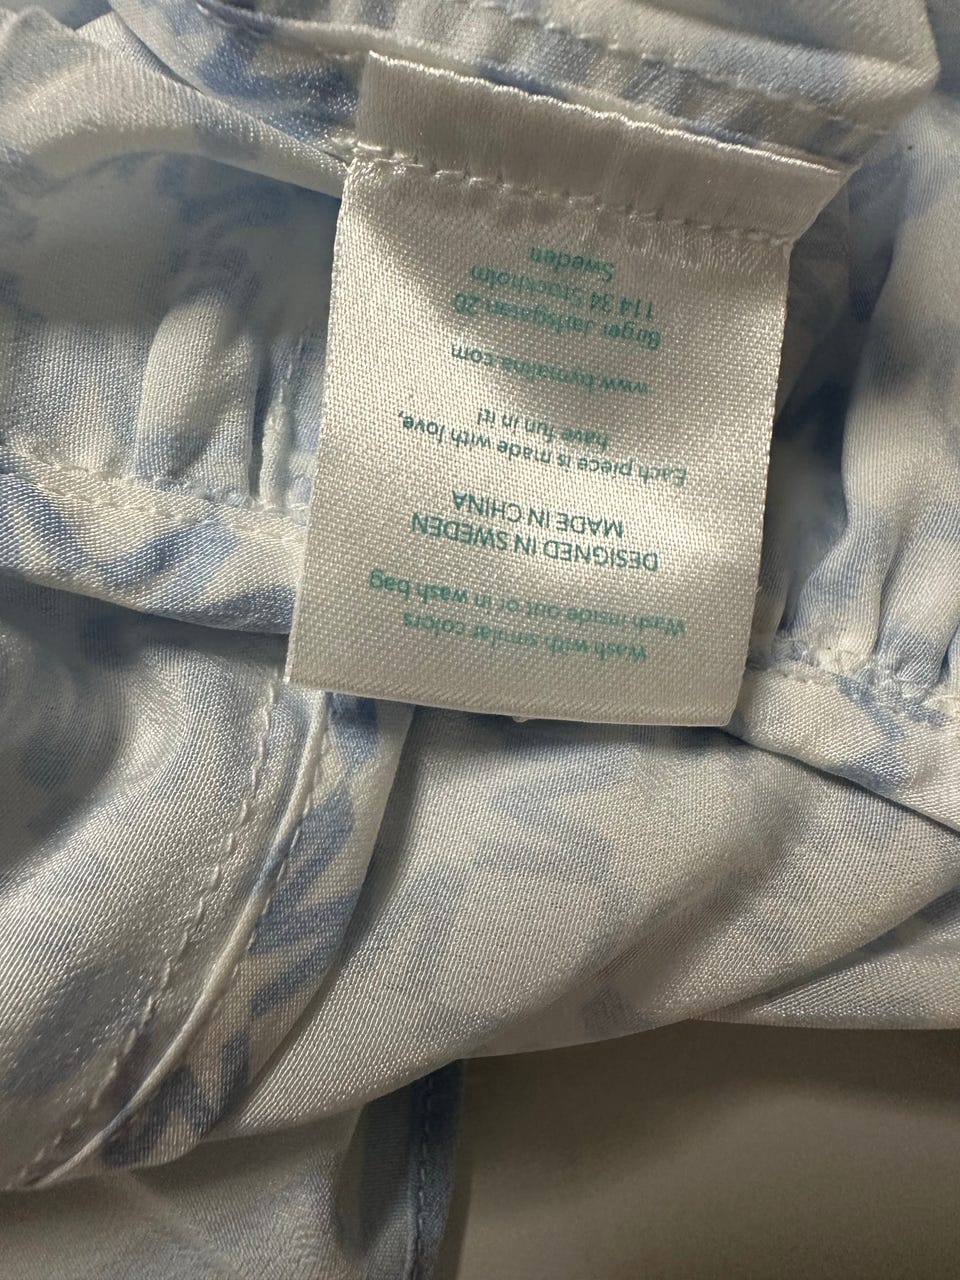 Wash with similar colors
Wash inside out or in wash bag
DESIGNED IN SWEDEN
MADE IN CHINA
Each piece is made with love,
have fun in it!
www.bymalina.com
Birger Jarlsgatan 20
114 34 Stockholm
Sweden